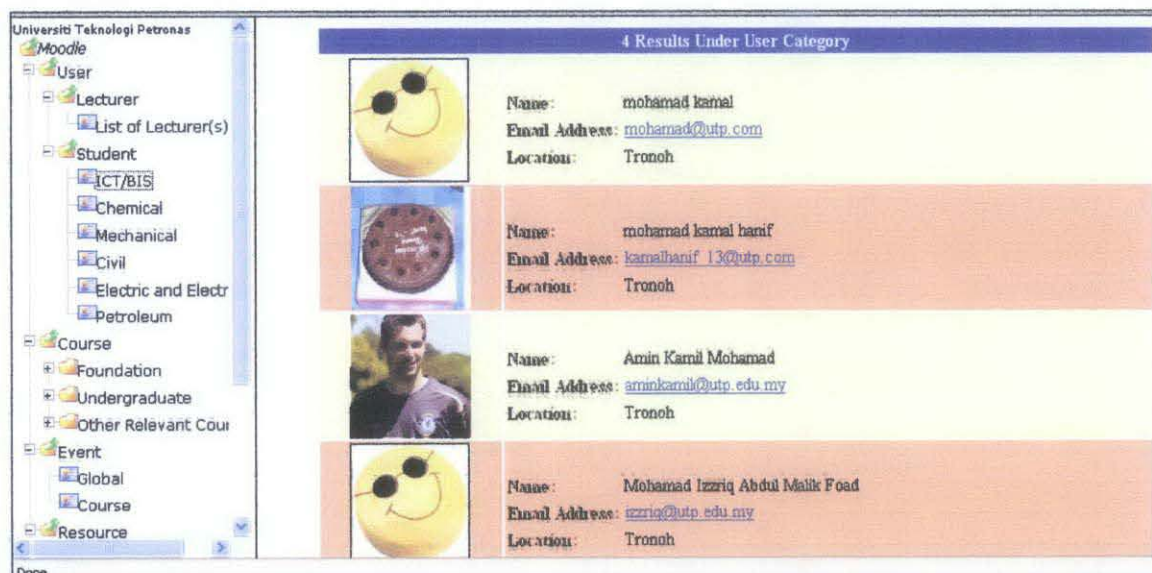 Universiti Teknologi Petronas
Moodle
User
Lecturer
List of Lecturer(s)
Student
ICT/BIS
Chemical
Mechanical
Civil
Electric and Electr
Petroleum
Course
Foundation
Undergraduate
Other Relevant Cour
Event
Global
Course
Resource
Done
4 Results Under User Category
Name: mohamad kamal
Email Address: mohamad@utp.com
Location: Tronoh
Name: mohamad kamal hanif
Email Address: kamalhanif_13@utp.com
Location: Tronoh
Name: Amin Kamil Mohamad
Email Address: aminkamil@utp.edu.my
Location: Tronoh
Name: Mohamad Izzriq Abdul Malik Foad
Email Address: izzriq@utp.edu.my
Location: Tronoh